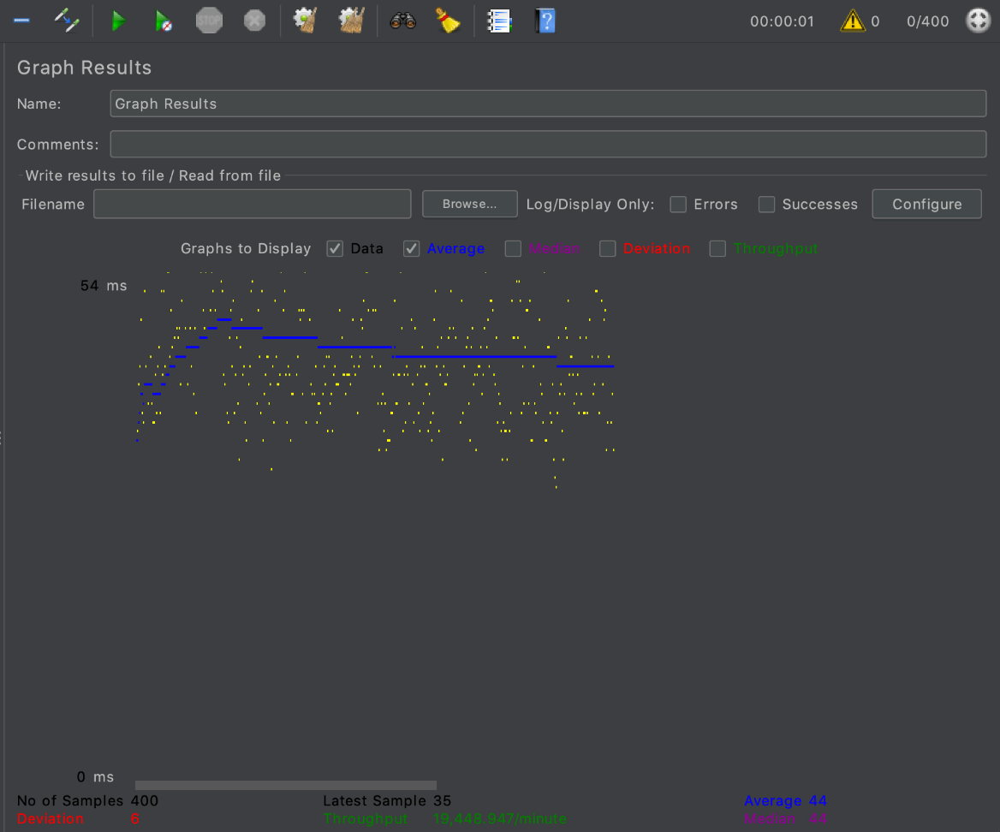 STOP 00:00:01 0 0/400
Graph Results
Name: Graph Results
Comments:
Write results to file / Read from file
Filename Browse... Log/Display Only: Errors Successes Configure
Graphs to Display Data Average Median Deviation Throughput
54 ms
0 ms
No of Samples 400 Latest Sample 35 Average 44
Deviation 6 Throughput 19,448.947/minute Median 44